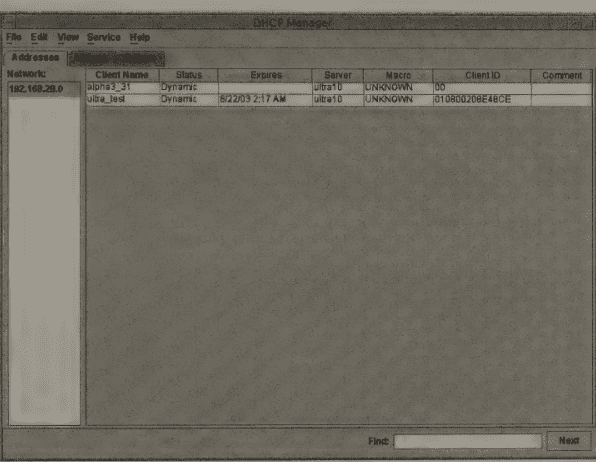 DHCP Manager
File Edit View Service Help
Addresses
Network:
192.168.20.0
Client Name Status Expires Server Macro Client ID Comment
alpha3_31 Dynamic ultra10 UNKNOWN 00
ultra_test Dynamic 6/22/03 2:17 AM ultra10 UNKNOWN 010800208E48CE
Find: Next